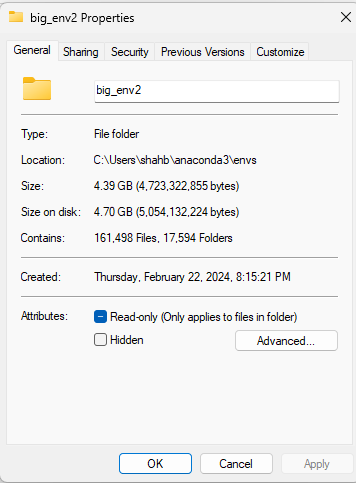 big_env2 Properties
General Sharing Security Previous Versions Customize
big_env2
Type: File folder
Location: C:\Users\shahb\anaconda3\envs
Size: 4.39 GB (4,723,322,855 bytes)
Size on disk: 4.70 GB (5,054,132,224 bytes)
Contains: 161,498 Files, 17,594 Folders
Created: Thursday, February 22, 2024, 8:15:21 PM
Attributes: Read-only (Only applies to files in folder)
Hidden Advanced...
OK Cancel Apply